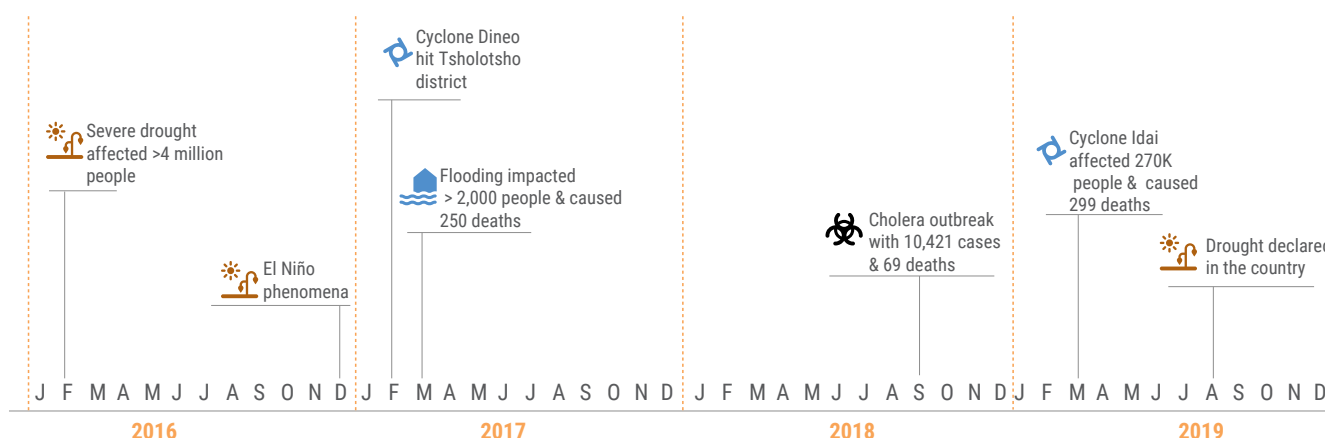 Cyclone Dineo
hit Tsholotsho
district
Severe drought
affected >4 million
people
Flooding impacted
> 2,000 people & caused
250 deaths
El Niño
phenomena
Cholera outbreak
with 10,421 cases
& 69 deaths
Cyclone Idai
affected 270K
people & caused
299 deaths
Drought declared
in the country
J F M A M J J A S O N D J F M A M J J A S O N D J F M A M J J A S O N D J F M A M J J A S O N D
2016 2017 2018 2019